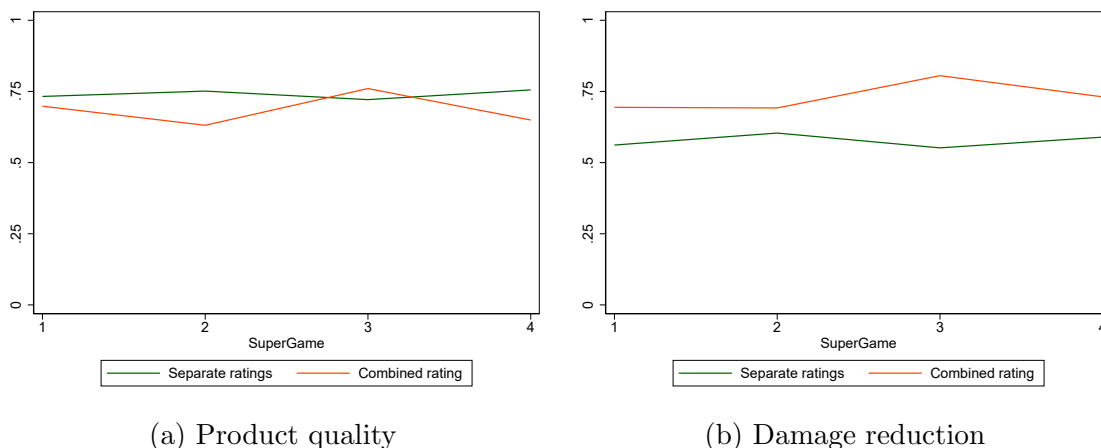 1
.75
.5
.25
0
1 2 3 4
SuperGame
Separate ratings Combined rating
(a) Product quality
1
.75
.5
.25
0
1 2 3 4
SuperGame
Separate ratings Combined rating
(b) Damage reduction